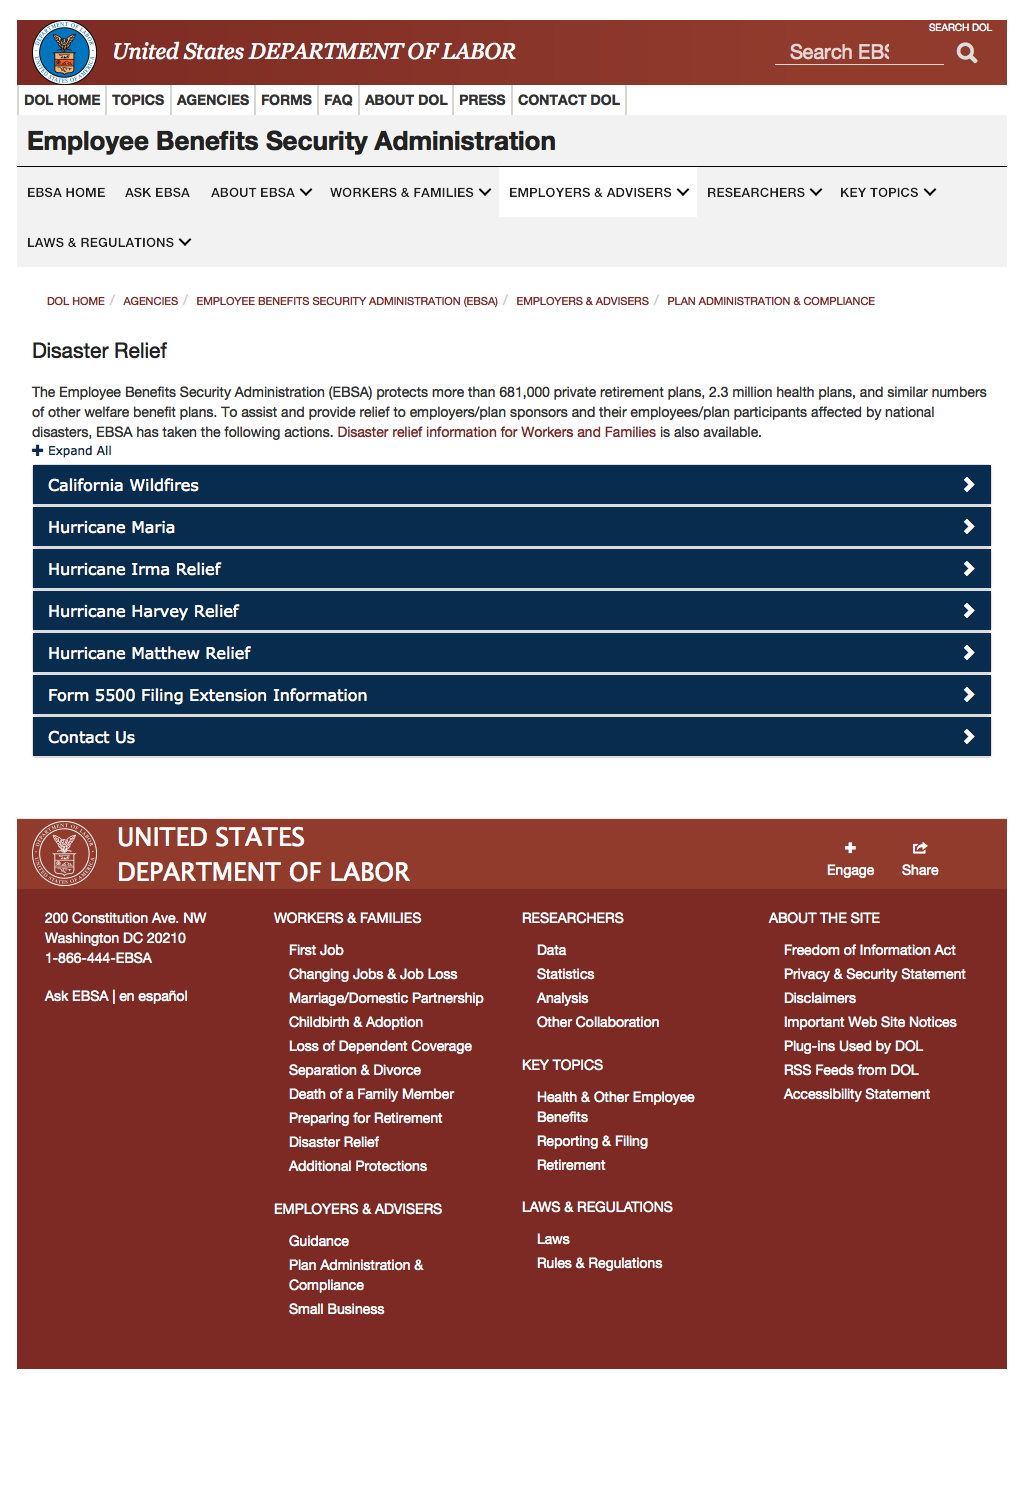 SEARCH DOL
United States DEPARTMENT OF LABOR
Search EBS
DOL HOME TOPICS AGENCIES FORMS FAQ ABOUT DOL PRESS CONTACT DOL
Employee Benefits Security Administration
EBSA HOME ASK EBSA ABOUT EBSA WORKERS & FAMILIES EMPLOYERS & ADVISERS RESEARCHERS KEY TOPICS
LAWS & REGULATIONS
DOL HOME / AGENCIES / EMPLOYEE BENEFITS SECURITY ADMINISTRATION (EBSA) / EMPLOYERS & ADVISERS / PLAN ADMINISTRATION & COMPLIANCE
Disaster Relief
The Employee Benefits Security Administration (EBSA) protects more than 681,000 private retirement plans, 2.3 million health plans, and similar numbers
of other welfare benefit plans. To assist and provide relief to employers/plan sponsors and their employees/plan participants affected by national
disasters, EBSA has taken the following actions. Disaster relief information for Workers and Families is also available.
Expand All
California Wildfires
Hurricane Maria
Hurricane Irma Relief
Hurricane Harvey Relief
Hurricane Matthew Relief
Form 5500 Filing Extension Information
Contact Us
UNITED STATES
DEPARTMENT OF LABOR
Engage Share
200 Constitution Ave. NW
Washington DC 20210
1-866-444-EBSA
Ask EBSA | en español
WORKERS & FAMILIES
First Job
Changing Jobs & Job Loss
Marriage/Domestic Partnership
Childbirth & Adoption
Loss of Dependent Coverage
Separation & Divorce
Death of a Family Member
Preparing for Retirement
Disaster Relief
Additional Protections
EMPLOYERS & ADVISERS
Guidance
Plan Administration &
Compliance
Small Business
RESEARCHERS
Data
Statistics
Analysis
Other Collaboration
KEY TOPICS
Health & Other Employee
Benefits
Reporting & Filing
Retirement
LAWS & REGULATIONS
Laws
Rules & Regulations
ABOUT THE SITE
Freedom of Information Act
Privacy & Security Statement
Disclaimers
Important Web Site Notices
Plug-ins Used by DOL
RSS Feeds from DOL
Accessibility Statement